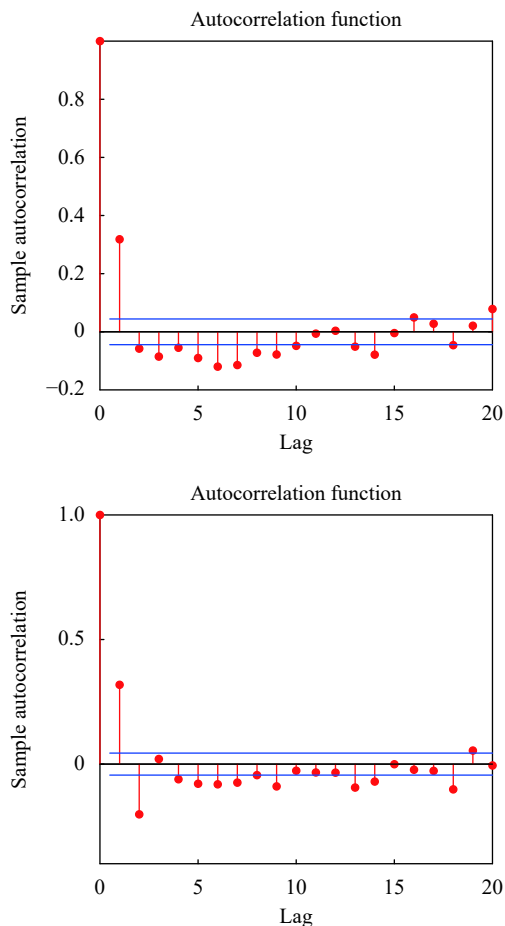 Autocorrelation function
0.8
0.6
0.4
0.2
0
−0.2
0 5 10 15 20
Sample autocorrelation
Lag
Autocorrelation function
1.0
0.5
0
0 5 10 15 20
Sample autocorrelation
Lag